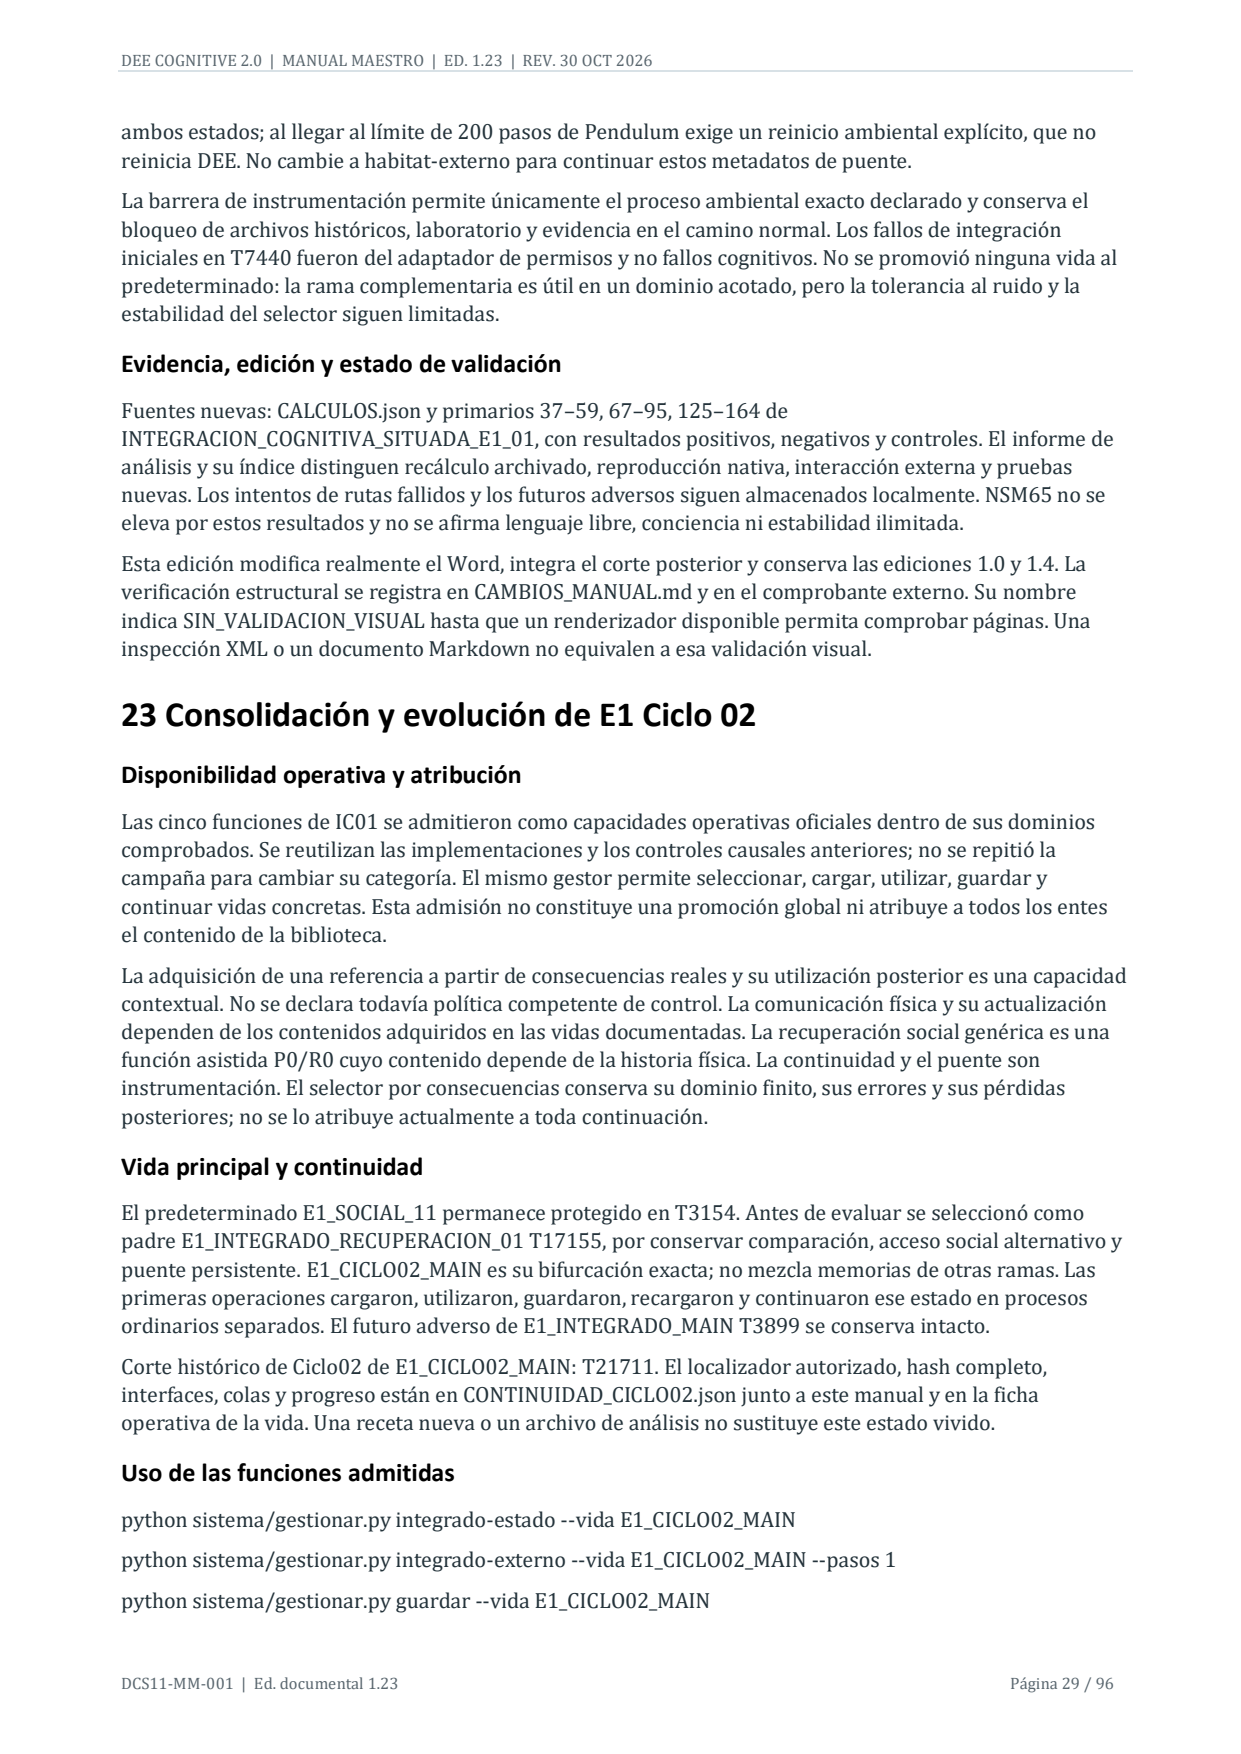 DEE COGNITIVE 2.0 | MANUAL MAESTRO | ED. 1.23 | REV. 30 OCT 2026
ambos estados; al llegar al límite de 200 pasos de Pendulum exige un reinicio ambiental explícito, que no
reinicia DEE. No cambie a habitat-externo para continuar estos metadatos de puente.
La barrera de instrumentación permite únicamente el proceso ambiental exacto declarado y conserva el
bloqueo de archivos históricos, laboratorio y evidencia en el camino normal. Los fallos de integración
iniciales en T7440 fueron del adaptador de permisos y no fallos cognitivos. No se promovió ninguna vida al
predeterminado: la rama complementaria es útil en un dominio acotado, pero la tolerancia al ruido y la
estabilidad del selector siguen limitadas.
Evidencia, edición y estado de validación
Fuentes nuevas: CALCULOS.json y primarios 37–59, 67–95, 125–164 de
INTEGRACION_COGNITIVA_SITUADA_E1_01, con resultados positivos, negativos y controles. El informe de
análisis y su índice distinguen recálculo archivado, reproducción nativa, interacción externa y pruebas
nuevas. Los intentos de rutas fallidos y los futuros adversos siguen almacenados localmente. NSM65 no se
eleva por estos resultados y no se afirma lenguaje libre, conciencia ni estabilidad ilimitada.
Esta edición modifica realmente el Word, integra el corte posterior y conserva las ediciones 1.0 y 1.4. La
verificación estructural se registra en CAMBIOS_MANUAL.md y en el comprobante externo. Su nombre
indica SIN_VALIDACION_VISUAL hasta que un renderizador disponible permita comprobar páginas. Una
inspección XML o un documento Markdown no equivalen a esa validación visual.
23 Consolidación y evolución de E1 Ciclo 02
Disponibilidad operativa y atribución
Las cinco funciones de IC01 se admitieron como capacidades operativas oficiales dentro de sus dominios
comprobados. Se reutilizan las implementaciones y los controles causales anteriores; no se repitió la
campaña para cambiar su categoría. El mismo gestor permite seleccionar, cargar, utilizar, guardar y
continuar vidas concretas. Esta admisión no constituye una promoción global ni atribuye a todos los entes
el contenido de la biblioteca.
La adquisición de una referencia a partir de consecuencias reales y su utilización posterior es una capacidad
contextual. No se declara todavía política competente de control. La comunicación física y su actualización
dependen de los contenidos adquiridos en las vidas documentadas. La recuperación social genérica es una
función asistida P0/R0 cuyo contenido depende de la historia física. La continuidad y el puente son
instrumentación. El selector por consecuencias conserva su dominio finito, sus errores y sus pérdidas
posteriores; no se lo atribuye actualmente a toda continuación.
Vida principal y continuidad
El predeterminado E1_SOCIAL_11 permanece protegido en T3154. Antes de evaluar se seleccionó como
padre E1_INTEGRADO_RECUPERACION_01 T17155, por conservar comparación, acceso social alternativo y
puente persistente. E1_CICLO02_MAIN es su bifurcación exacta; no mezcla memorias de otras ramas. Las
primeras operaciones cargaron, utilizaron, guardaron, recargaron y continuaron ese estado en procesos
ordinarios separados. El futuro adverso de E1_INTEGRADO_MAIN T3899 se conserva intacto.
Corte histórico de Ciclo02 de E1_CICLO02_MAIN: T21711. El localizador autorizado, hash completo,
interfaces, colas y progreso están en CONTINUIDAD_CICLO02.json junto a este manual y en la ficha
operativa de la vida. Una receta nueva o un archivo de análisis no sustituye este estado vivido.
Uso de las funciones admitidas
python sistema/gestionar.py integrado-estado --vida E1_CICLO02_MAIN
python sistema/gestionar.py integrado-externo --vida E1_CICLO02_MAIN --pasos 1
python sistema/gestionar.py guardar --vida E1_CICLO02_MAIN
DCS11-MM-001 | Ed. documental 1.23
Página 29 / 96